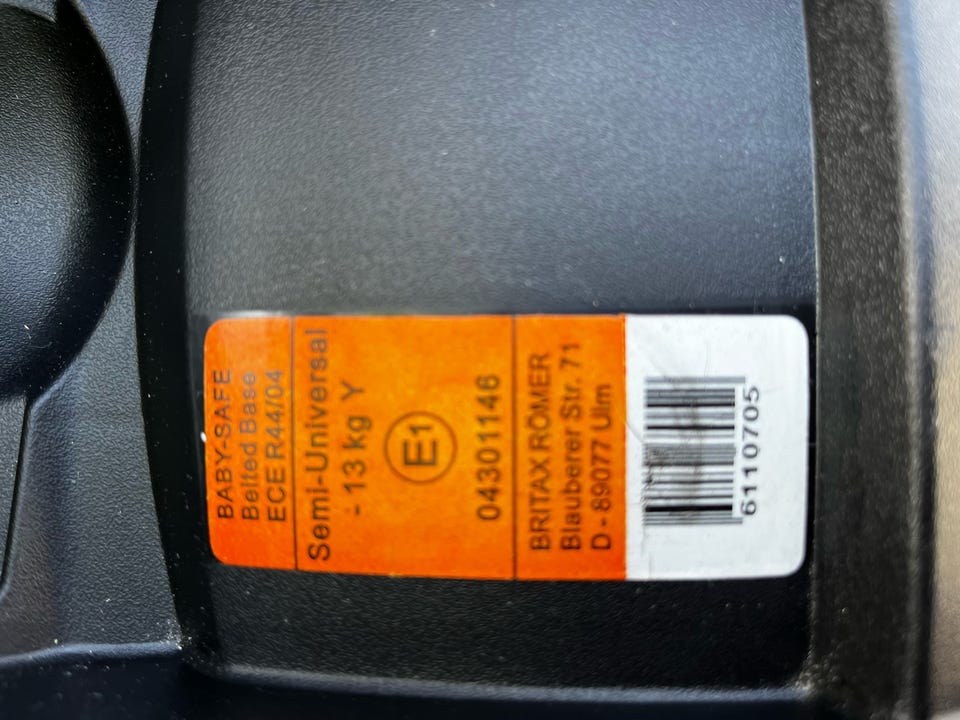 BABY-SAFE
Belted Base
ECE R44/04
Semi-Universal
- 13 kg Y
E1
04301146
BRITAX RÖMER
Blauberer Str. 71
D - 89077 Ulm
6110705